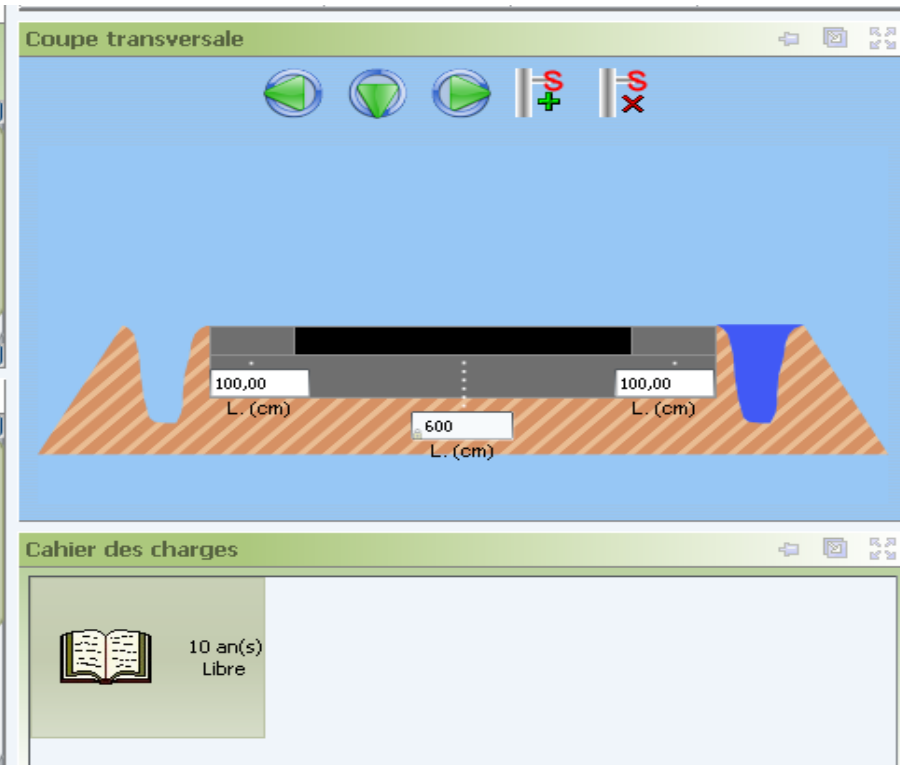 Coupe transversale
S
S
100,00
L. (cm)
600
L. (cm)
100,00
L. (cm)
Cahier des charges
10 an(s)
Libre